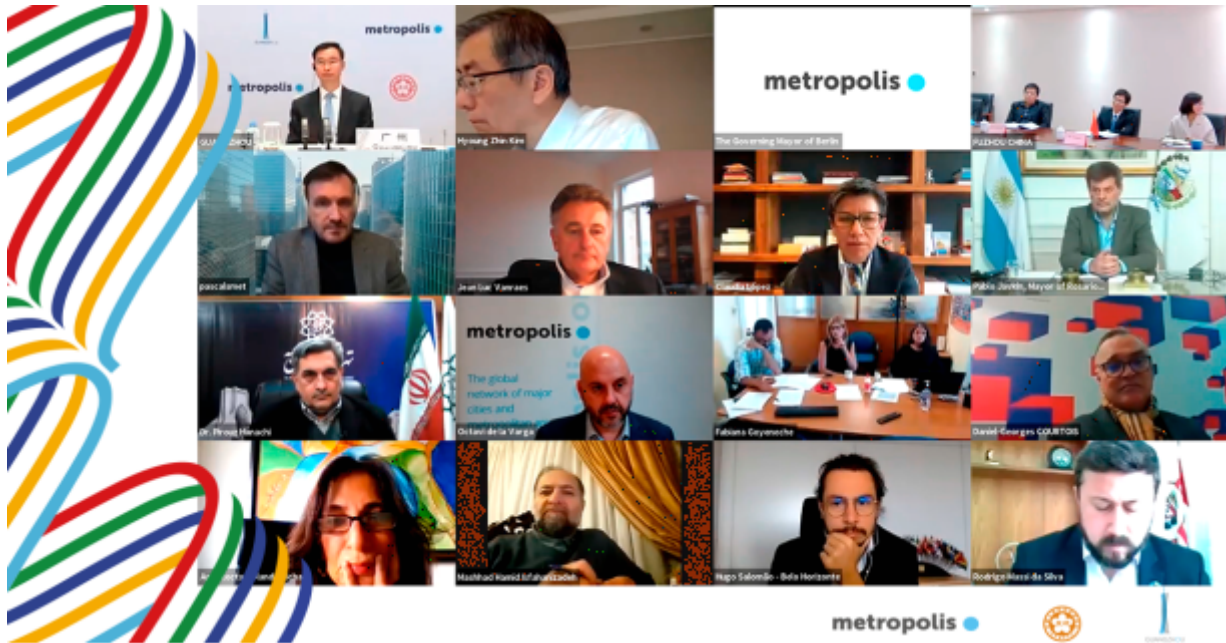 metropolis
metropolis
GUANGZHOU
Hyoung Zhin Kim
metropolis
The Governing Mayor of Berlin
FUZHOU CHINA
pascalamet
Jean Luc Vanraes
Claudia López
Pablo Javkin, Mayor of Rosario...
Dr. Pirouz Hanachi
metropolis
The global
network of major
cities and
Octavi de la Varga
Fabiana Goyeneche
Daniel-Georges COURTOIS
Mashhad Hamid Isfahanizadeh
Hugo Salomão - Belo Horizonte
Rodrigo Massi da Silva
metropolis